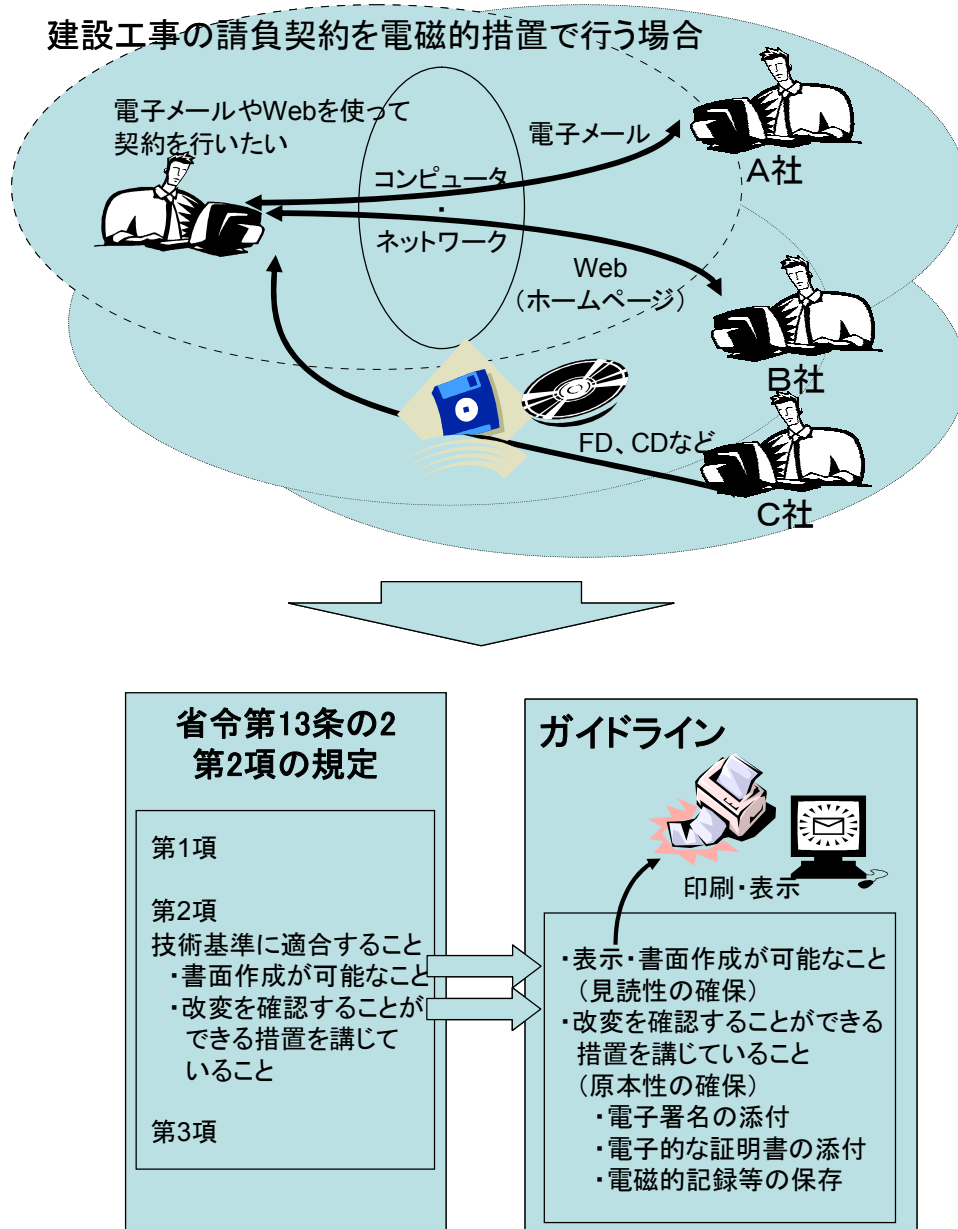 建設工事の請負契約を電磁的措置で行う場合
電子メールやWebを使って
契約を行いたい
電子メール
A社
コンピュータ
・
ネットワーク
Web
（ホームページ）
B社
FD、CDなど
C社
省令第13条の2
第2項の規定
第1項
第2項
技術基準に適合すること
・書面作成が可能なこと
・改変を確認することが
できる措置を講じて
いること
第3項
ガイドライン
印刷・表示
・表示・書面作成が可能なこと
（見読性の確保）
・改変を確認することができる
措置を講じていること
（原本性の確保）
・電子署名の添付
・電子的な証明書の添付
・電磁的記録等の保存